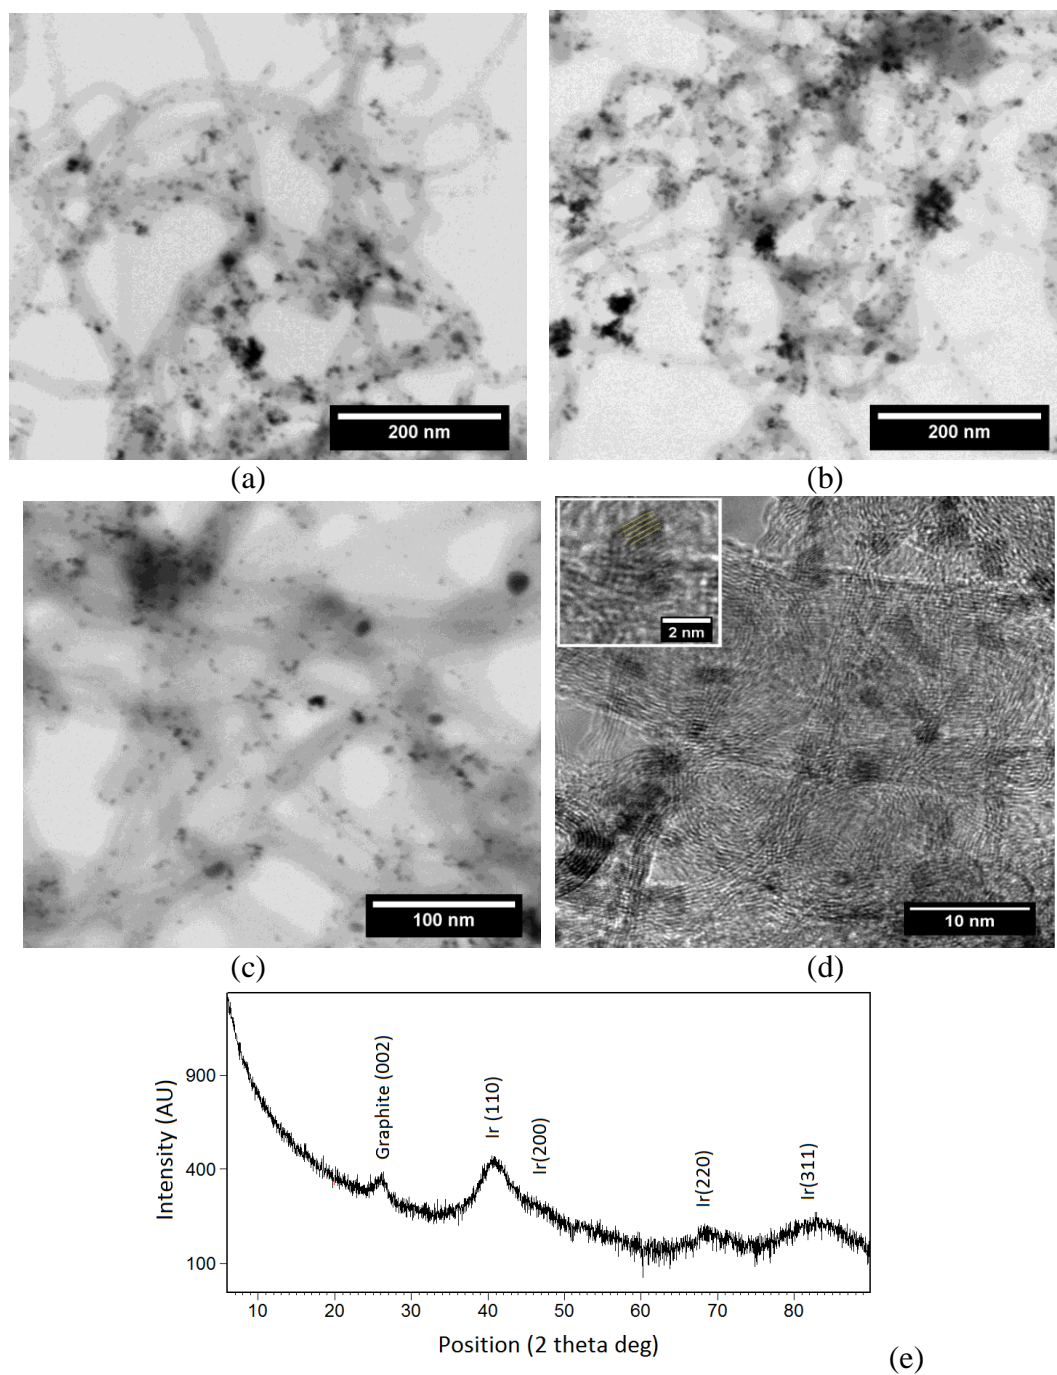 200 nm
200 nm
(a)
(b)
2 nm
100 nm
10 nm
(c)
(d)
Intensity (AU)
900
400
100
Graphite (002)
Ir (110)
Ir(200)
Ir(220)
Ir(311)
10 20 30 40 50 60 70 80
Position (2 theta deg)
(e)